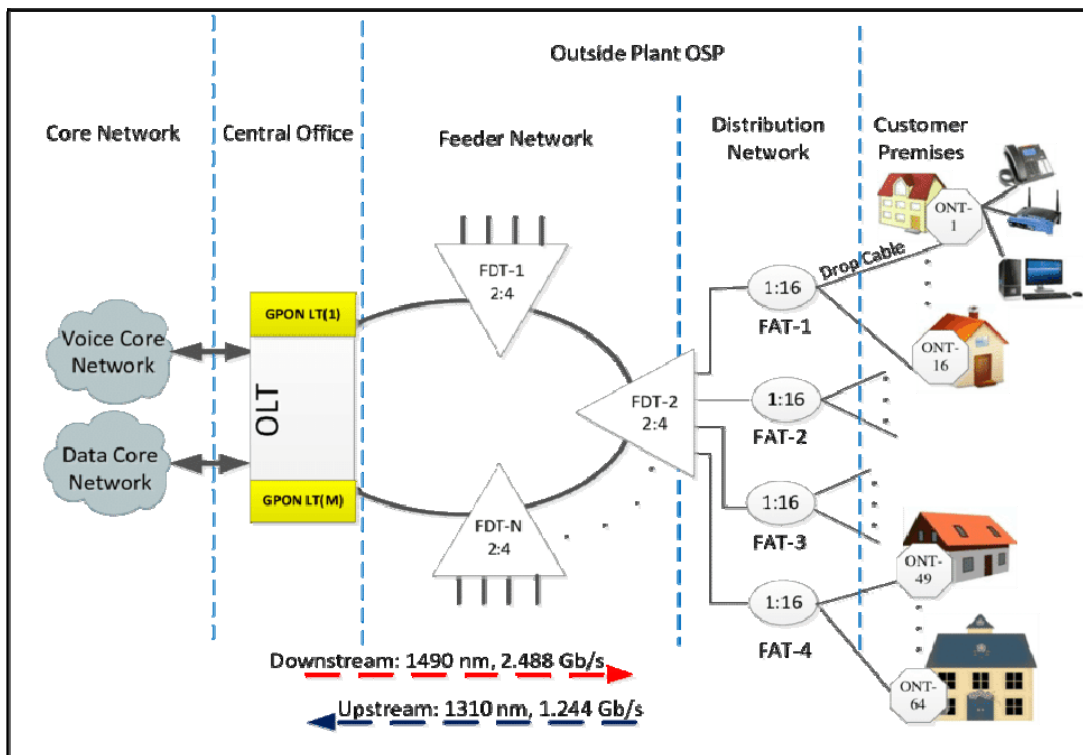 Outside Plant OSP
Core Network
Central Office
Feeder Network
Distribution
Network
Customer
Premises
Voice Core
Network
Data Core
Network
GPON LT(1)
OLT
GPON LT(M)
FDT-1
2:4
FDT-2
2:4
FDT-N
2:4
1:16
FAT-1
1:16
FAT-2
1:16
FAT-3
1:16
FAT-4
Drop Cable
ONT-
1
ONT-
16
ONT-
49
ONT-
64
Downstream: 1490 nm, 2.488 Gb/s
Upstream: 1310 nm, 1.244 Gb/s